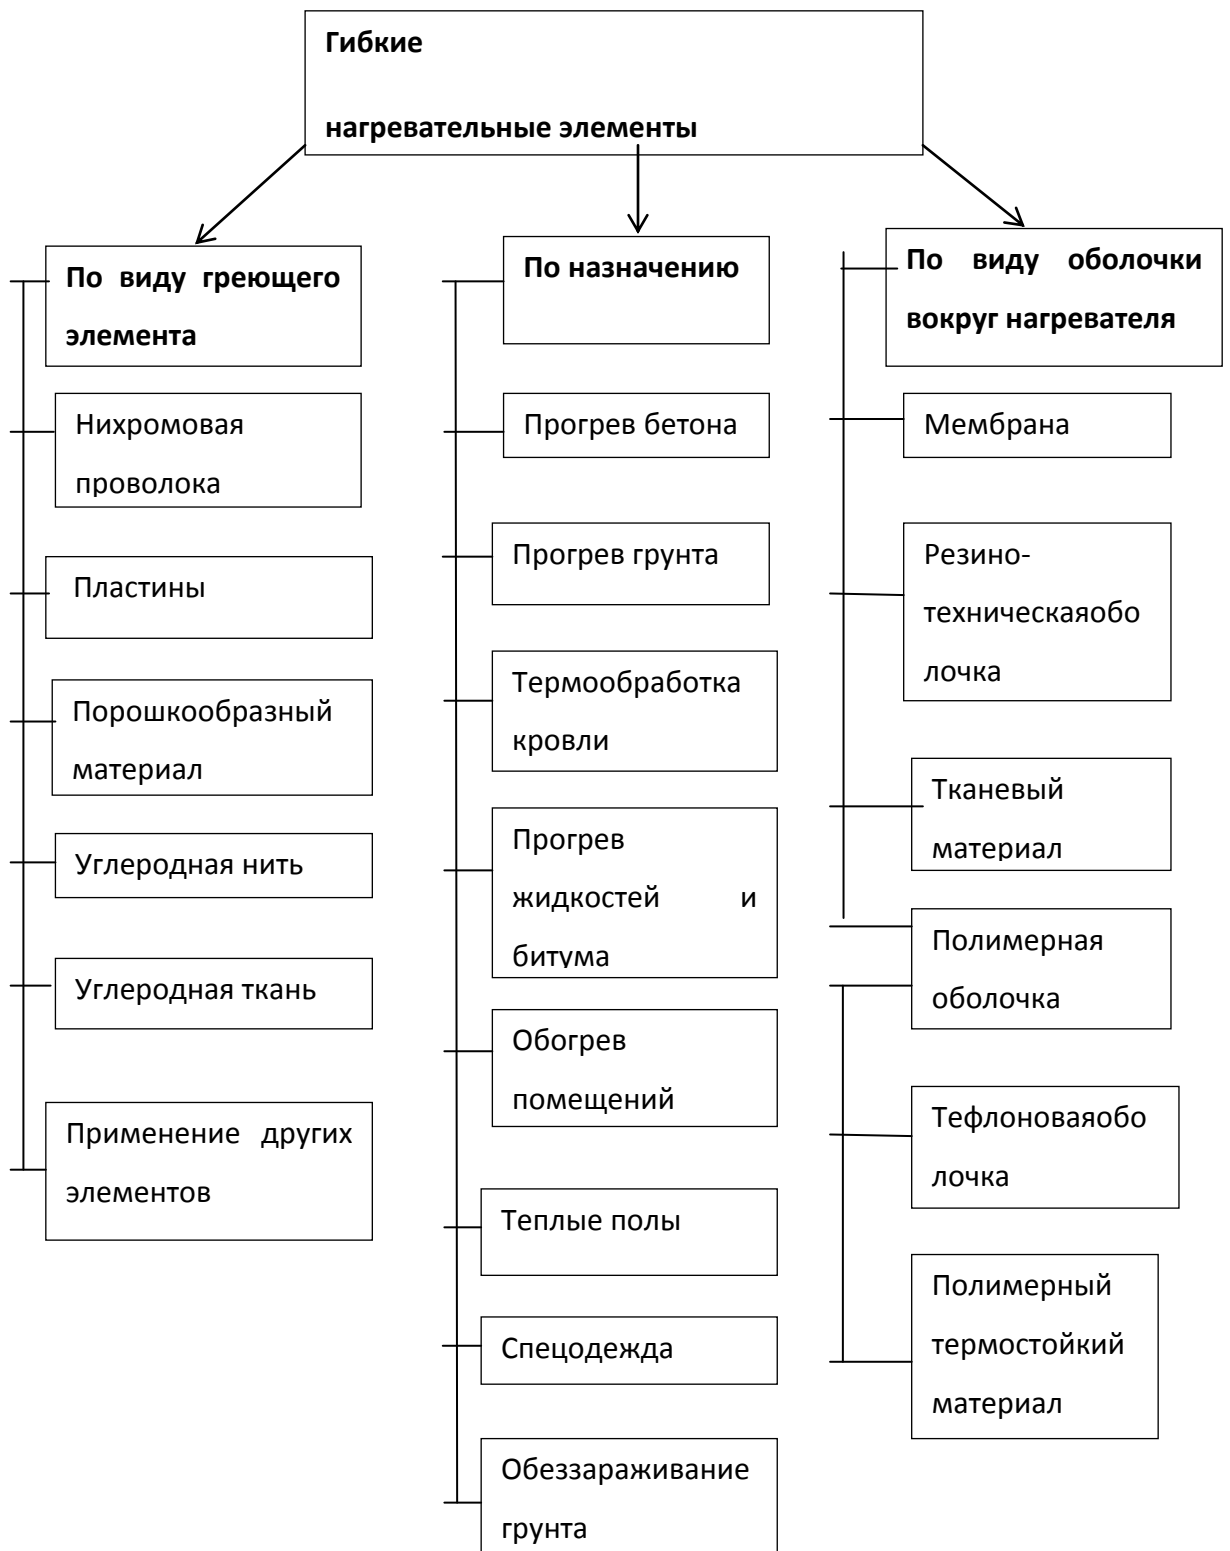 Гибкие
нагревательные элементы
По виду греющего
элемента
Нихромовая
проволока
Пластины
Порошкообразный
материал
Углеродная нить
Углеродная ткань
Применение других
элементов
По назначению
Прогрев бетона
Прогрев грунта
Термообработка
кровли
Прогрев
жидкостей и
битума
Обогрев
помещений
Теплые полы
Спецодежда
Обеззараживание
грунта
По виду оболочки
вокруг нагревателя
Мембрана
Резино-
техническаяобо
лочка
Тканевый
материал
Полимерная
оболочка
Тефлоноваяобо
лочка
Полимерный
термостойкий
материал